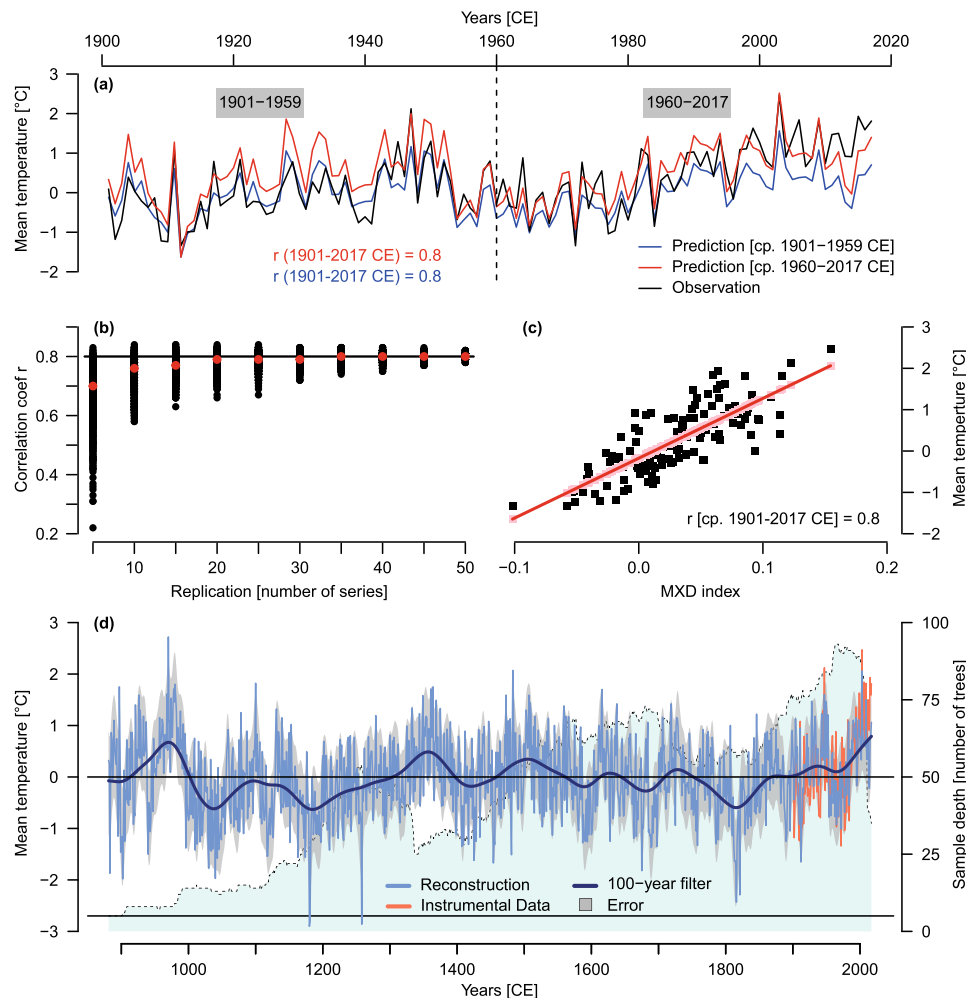 Years [CE]
1900 1920 1940 1960 1980 2000 2020
(a)
Mean temperature [°C]
3
2
1
0
−1
−2
1901−1959
1960−2017
r (1901-2017 CE) = 0.8
r (1901-2017 CE) = 0.8
Prediction [cp. 1901−1959 CE]
Prediction [cp. 1960−2017 CE]
Observation
(b)
Correlation coef r
0.8
0.6
0.4
0.2
10 20 30 40 50
Replication [number of series]
(c)
r [cp. 1901-2017 CE] = 0.8
−0.1 0.0 0.1 0.2
MXD index
3
2
1
0
−1
−2
Mean temperture [°C]
(d)
Mean temperature [°C]
3
2
1
0
−1
−2
−3
Reconstruction
100−year filter
Instrumental Data
Error
100
75
50
25
0
Sample depth [number of trees]
1000 1200 1400 1600 1800 2000
Years [CE]